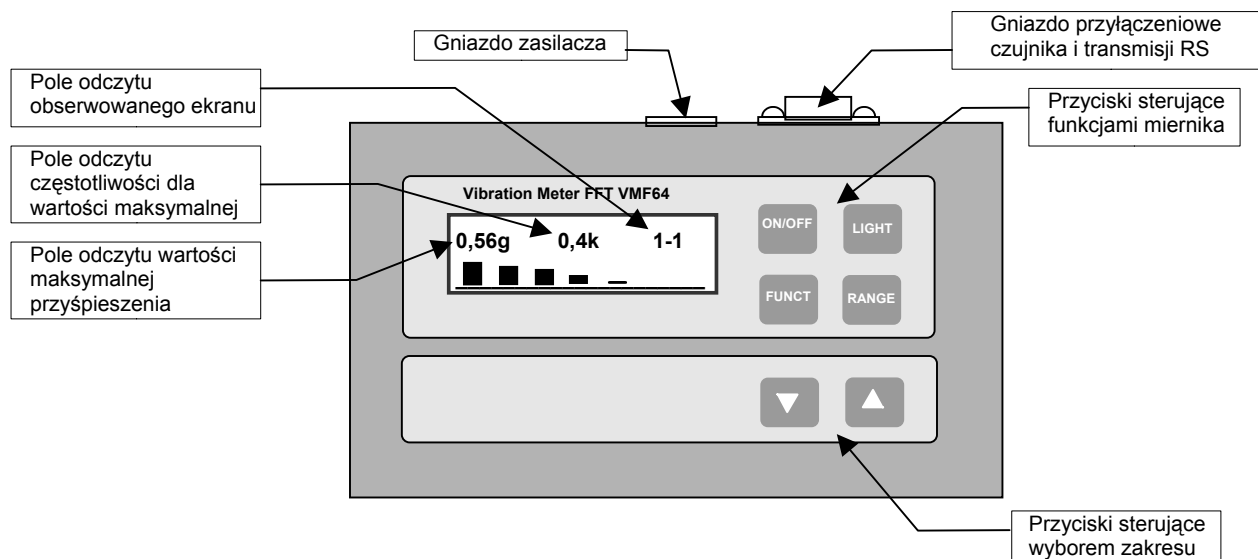 Gniazdo zasilacza
Gniazdo przyłączeniowe
czujnika i transmisji RS
Pole odczytu
obserwowanego ekranu
Przyciski sterujące
funkcjami miernika
Pole odczytu
częstotliwości dla
wartości maksymalnej
Pole odczytu wartości
maksymalnej
przyśpieszenia
Vibration Meter FFT VMF64
0,56g 0,4k 1-1
ON/OFF LIGHT
FUNCT RANGE
Przyciski sterujące
wyborem zakresu